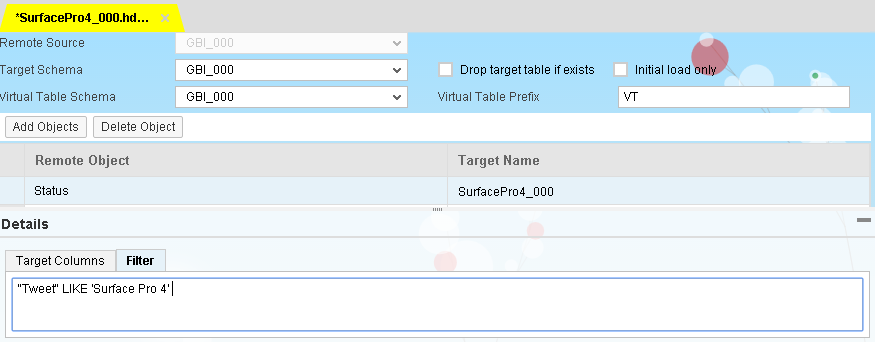 *SurfacePro4_000.hd... ×
Remote Source GBI_000
Target Schema GBI_000 Drop target table if exists Initial load only
Virtual Table Schema GBI_000 Virtual Table Prefix VT
Add Objects Delete Object
Remote Object Target Name
Status SurfacePro4_000
Details
Target Columns Filter
"Tweet" LIKE 'Surface Pro 4'